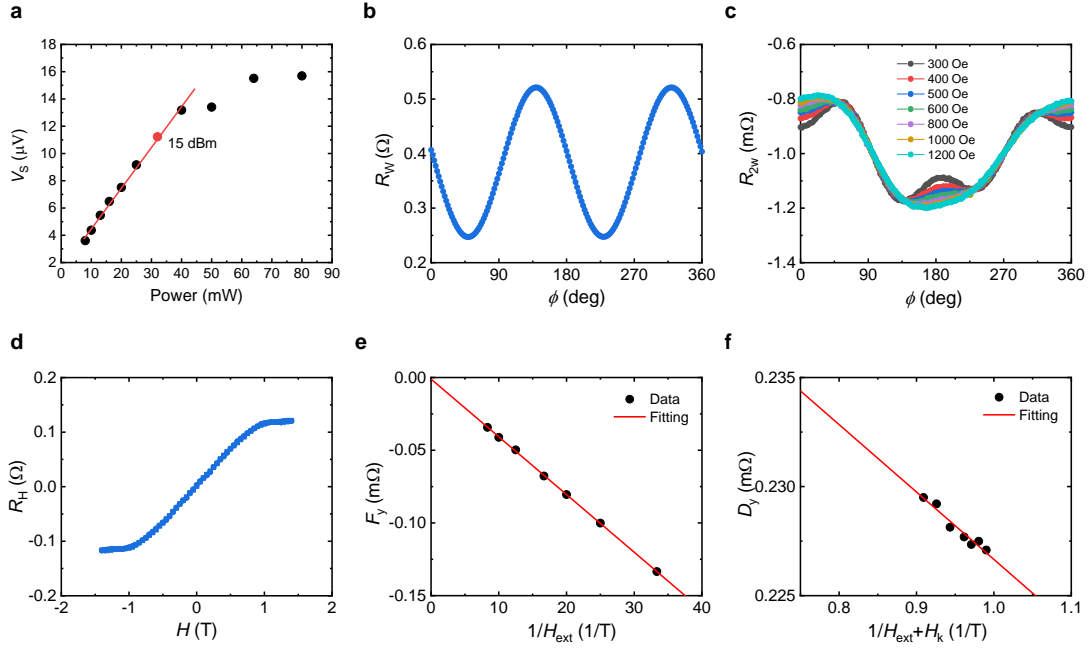 a
V_S (μV)
18
16
14
12
10
8
6
4
2
15 dBm
0 10 20 30 40 50 60 70 80 90
Power (mW)
b
R_W (Ω)
0.6
0.5
0.4
0.3
0.2
0 90 180 270 360
ϕ (deg)
c
R_2w (mΩ)
-0.6
-0.8
-1.0
-1.2
-1.4
300 Oe
400 Oe
500 Oe
600 Oe
800 Oe
1000 Oe
1200 Oe
0 90 180 270 360
ϕ (deg)
d
R_H (Ω)
0.2
0.1
0.0
-0.1
-0.2
-2 -1 0 1 2
H (T)
e
F_y (mΩ)
0.00
-0.05
-0.10
-0.15
Data
Fitting
0 10 20 30 40
1/H_ext (1/T)
f
D_y (mΩ)
0.235
0.230
0.225
Data
Fitting
0.8 0.9 1.0 1.1
1/H_ext+H_k (1/T)